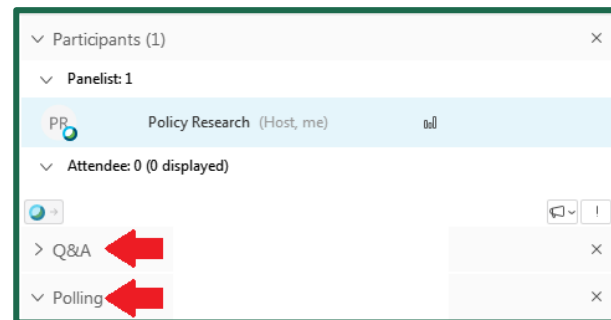 Participants (1)
Panelist: 1
PR Policy Research (Host, me)
Attendee: 0 (0 displayed)
!
Q&A
Polling